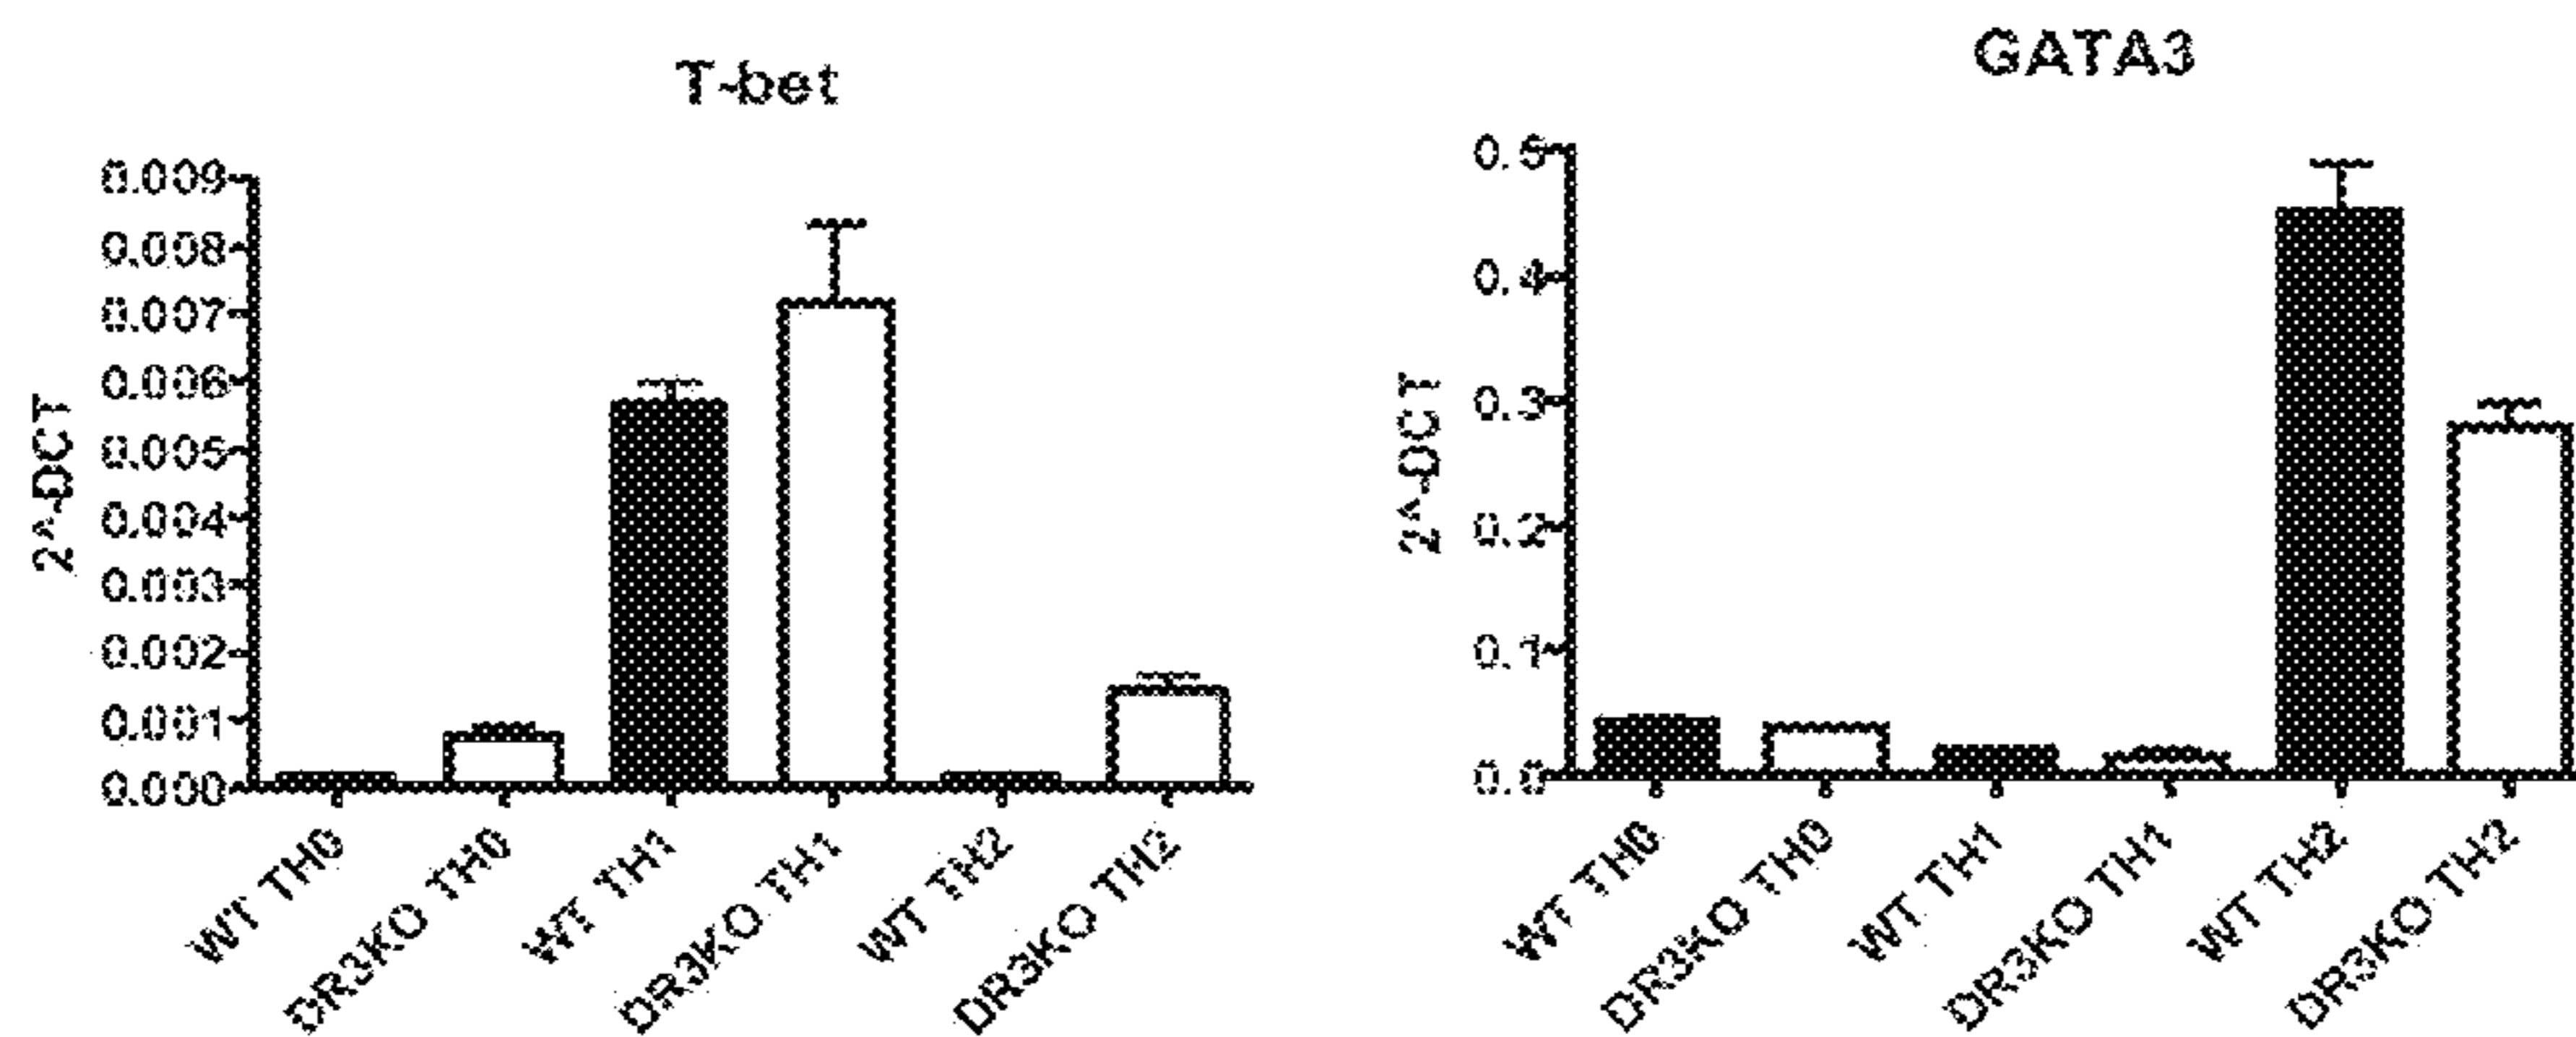 T-bet
2^-DCT
0.009
0.008
0.007
0.006
0.005
0.004
0.003
0.002
0.001
0.000
WT TH0
DR3KO TH0
WT TH1
DR3KO TH1
WT TH2
DR3KO TH2
GATA3
2^-DCT
0.5
0.4
0.3
0.2
0.1
0.0
WT TH0
DR3KO TH0
WT TH1
DR3KO TH1
WT TH2
DR3KO TH2